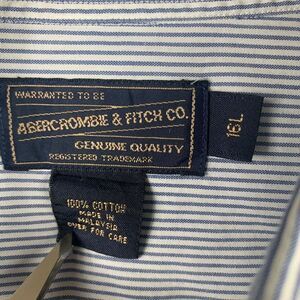 WARRANTED TO BE
ABERCROMBIE & FITCH CO.
GENUINE QUALITY
REGISTERED TRADEMARK
16L
100% COTTON
MADE IN
MALAYSIA
OVER FOR CARE